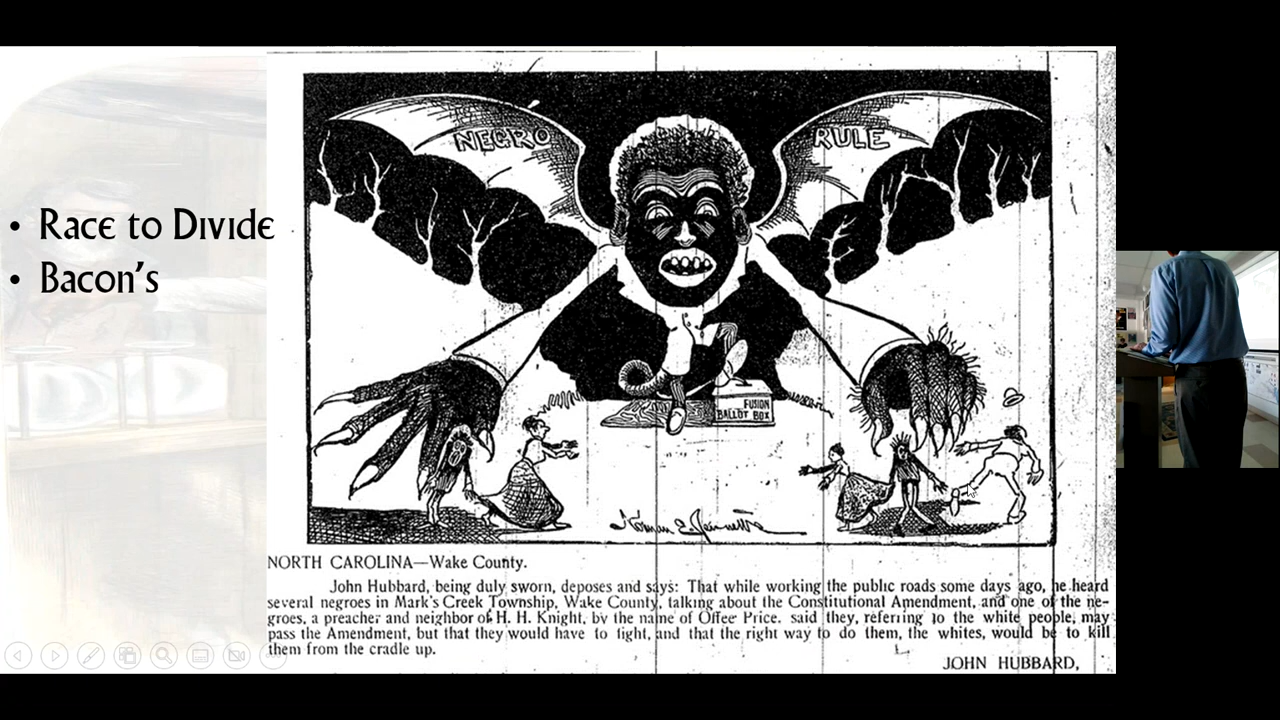 • Race to Divide
• Bacon's
NEGRO RULE
FUSION
BALLOT BOX
Norman E. Jennette
NORTH CAROLINA—Wake County.
John Hubbard, being duly sworn, deposes and says: That while working the public roads some days ago, he heard
several negroes in Mark's Creek Township, Wake County, talking about the Constitutional Amendment, and one of the ne-
groes, a preacher and neighbor of H. H. Knight, by the name of Offee Price. said they, referring to the white people, may
pass the Amendment, but that they would have to fight, and that the right way to do them, the whites, would be to kill
them from the cradle up.
JOHN HUBBARD,